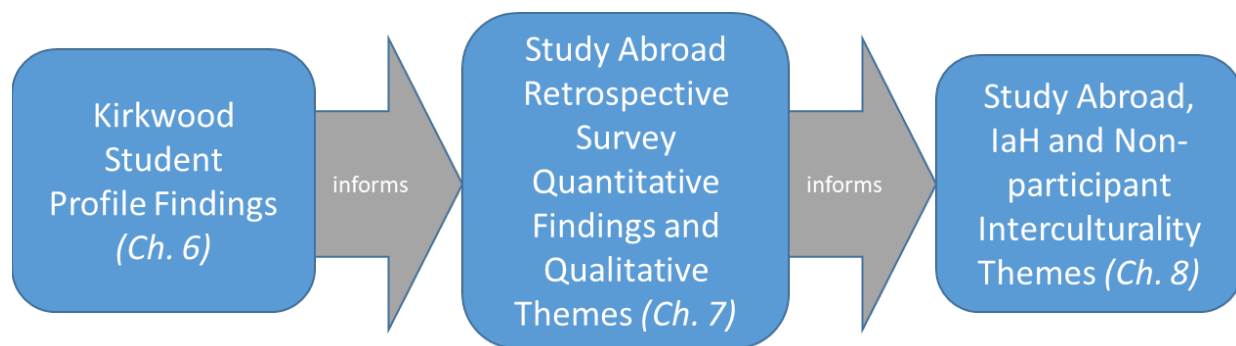 Kirkwood
Student
Profile Findings
(Ch. 6)
informs
Study Abroad
Retrospective
Survey
Quantitative
Findings and
Qualitative
Themes (Ch. 7)
informs
Study Abroad,
IaH and Non-
participant
Interculturality
Themes (Ch. 8)